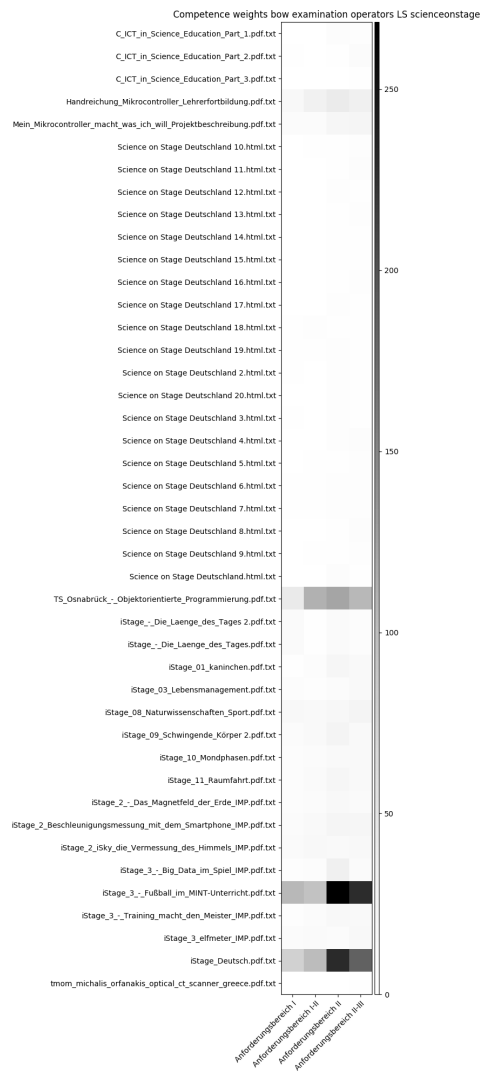 Competence weights bow examination operators LS scienceonstage
C_ICT_in_Science_Education_Part_1.pdf.txt
C_ICT_in_Science_Education_Part_2.pdf.txt
C_ICT_in_Science_Education_Part_3.pdf.txt
Handreichung_Mikrocontroller_Lehrerfortbildung.pdf.txt
Mein_Mikrocontroller_macht_was_ich_will_Projektbeschreibung.pdf.txt
Science on Stage Deutschland 10.html.txt
Science on Stage Deutschland 11.html.txt
Science on Stage Deutschland 12.html.txt
Science on Stage Deutschland 13.html.txt
Science on Stage Deutschland 14.html.txt
Science on Stage Deutschland 15.html.txt
Science on Stage Deutschland 16.html.txt
Science on Stage Deutschland 17.html.txt
Science on Stage Deutschland 18.html.txt
Science on Stage Deutschland 19.html.txt
Science on Stage Deutschland 2.html.txt
Science on Stage Deutschland 20.html.txt
Science on Stage Deutschland 3.html.txt
Science on Stage Deutschland 4.html.txt
Science on Stage Deutschland 5.html.txt
Science on Stage Deutschland 6.html.txt
Science on Stage Deutschland 7.html.txt
Science on Stage Deutschland 8.html.txt
Science on Stage Deutschland 9.html.txt
Science on Stage Deutschland.html.txt
TS_Osnabrück_-_Objektorientierte_Programmierung.pdf.txt
iStage_-_Die_Laenge_des_Tages 2.pdf.txt
iStage_-_Die_Laenge_des_Tages.pdf.txt
iStage_01_kaninchen.pdf.txt
iStage_03_Lebensmanagement.pdf.txt
iStage_08_Naturwissenschaften_Sport.pdf.txt
iStage_09_Schwingende_Körper 2.pdf.txt
iStage_10_Mondphasen.pdf.txt
iStage_11_Raumfahrt.pdf.txt
iStage_2_-_Das_Magnetfeld_der_Erde_IMP.pdf.txt
iStage_2_Beschleunigungsmessung_mit_dem_Smartphone_IMP.pdf.txt
iStage_2_iSky_die_Vermessung_des_Himmels_IMP.pdf.txt
iStage_3_-_Big_Data_im_Spiel_IMP.pdf.txt
iStage_3_-_Fußball_im_MINT-Unterricht.pdf.txt
iStage_3_-_Training_macht_den_Meister_IMP.pdf.txt
iStage_3_elfmeter_IMP.pdf.txt
iStage_Deutsch.pdf.txt
tmom_michalis_orfanakis_optical_ct_scanner_greece.pdf.txt
Anforderungsbereich I
Anforderungsbereich I-II
Anforderungsbereich II
Anforderungsbereich II-III
250
200
150
100
50
0